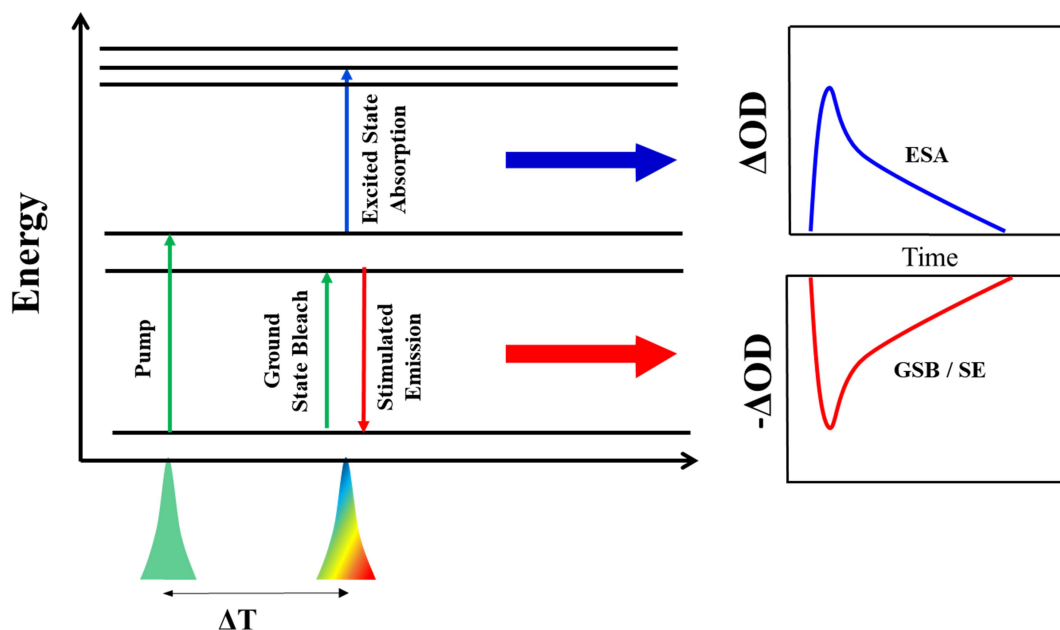 Energy
Pump
Ground
State Bleach
Stimulated
Emission
Excited State
Absorption
ΔT
ΔOD
ESA
Time
-ΔOD
GSB / SE